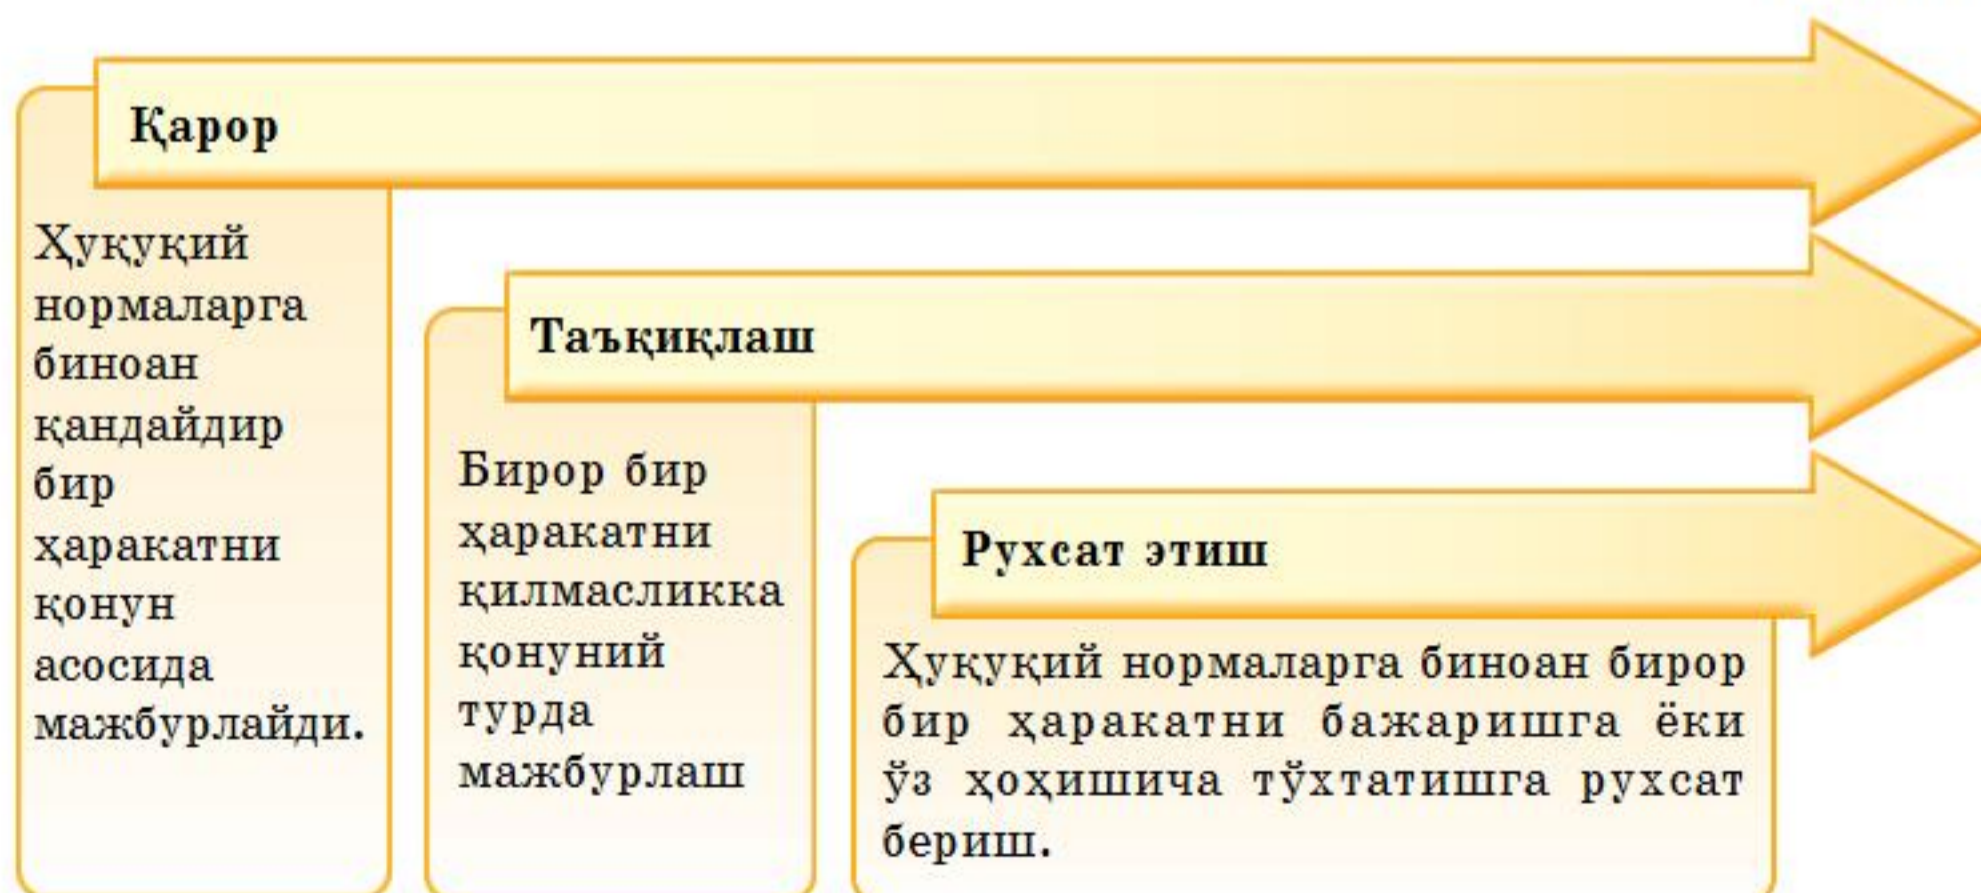 Қарор
Ҳуқуқий
нормаларга
биноан
қандайдир
бир
ҳаракатни
қонун
асосида
мажбурлайди.
Таъқиқлаш
Бирор бир
ҳаракатни
қилмасликка
қонуний
турда
мажбурлаш
Рухсат этиш
Ҳуқуқий нормаларга биноан бирор
бир ҳаракатни бажаришга ёки
ўз ҳоҳишича тўхтатишга рухсат
бериш.